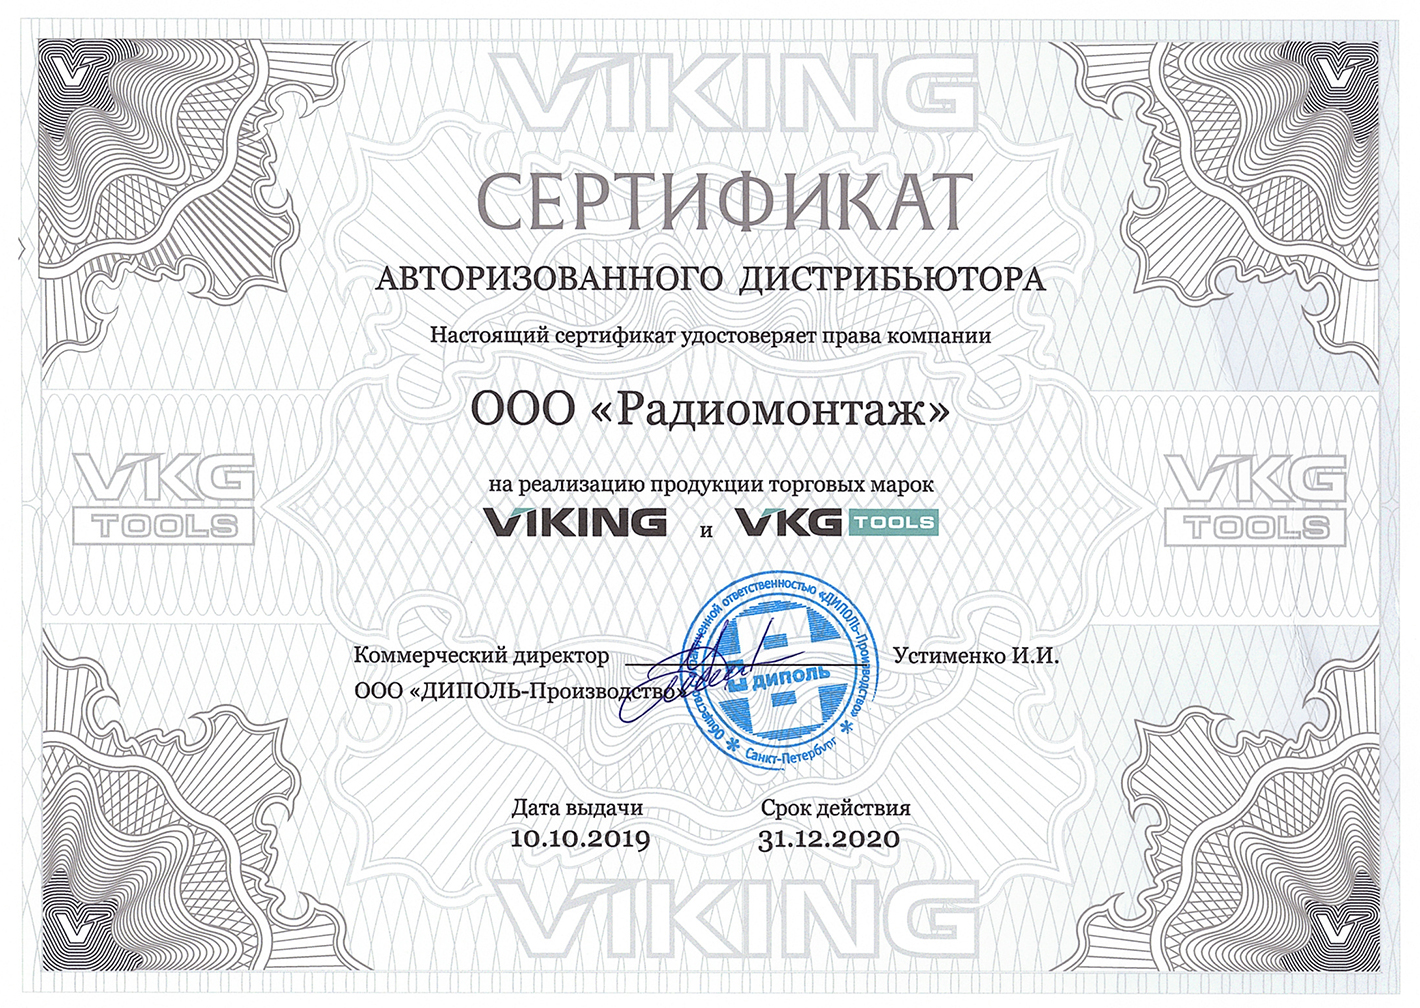 VIKING
СЕРТИФИКАТ
АВТОРИЗОВАННОГО ДИСТРИБЬЮТОРА
Настоящий сертификат удостоверяет права компании
ООО «Радиомонтаж»
VKG
TOOLS
VKG
TOOLS
на реализацию продукции торговых марок
VIKING и VKG TOOLS
Коммерческий директор Устименко И.И.
ООО «ДИПОЛЬ-Производство»
ответственностью «ДИПОЛЬ-Производство»
Общество
ДИПОЛЬ
Санкт-Петербург
Дата выдачи Срок действия
10.10.2019 31.12.2020
VIKING